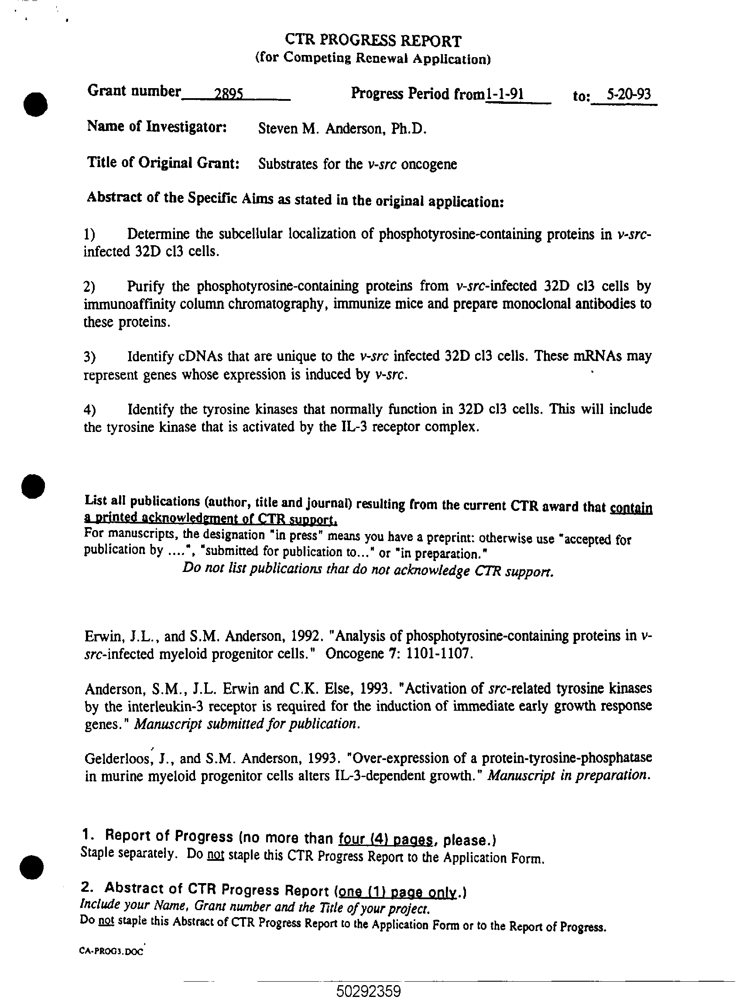 CTR PROGRESS REPORT
(for Competing Renewal Application)
Grant number 2895 Progress Period from 1-1-91 to: 5-20-93
Name of Investigator: Steven M. Anderson, Ph.D.
Title of Original Grant: Substrates for the v-src oncogene
Abstract of the Specific Aims as stated in the original application:
1) Determine the subcellular localization of phosphotyrosine-containing proteins in v-src-
infected 32D cl3 cells.
2) Purify the phosphotyrosine-containing proteins from v-src-infected 32D cl3 cells by
immunoaffinity column chromatography, immunize mice and prepare monoclonal antibodies to
these proteins.
3) Identify cDNAs that are unique to the v-src infected 32D cl3 cells. These mRNAs may
represent genes whose expression is induced by v-src.
4) Identify the tyrosine kinases that normally function in 32D cl3 cells. This will include
the tyrosine kinase that is activated by the IL-3 receptor complex.
List all publications (author, title and journal) resulting from the current CTR award that contain
a printed acknowledgment of CTR support.
For manuscripts, the designation "in press" means you have a preprint: otherwise use "accepted for
publication by ....", "submitted for publication to..." or "in preparation."
Do not list publications that do not acknowledge CTR support.
Erwin, J.L., and S.M. Anderson, 1992. "Analysis of phosphotyrosine-containing proteins in v-
src-infected myeloid progenitor cells." Oncogene 7: 1101-1107.
Anderson, S.M., J.L. Erwin and C.K. Else, 1993. "Activation of src-related tyrosine kinases
by the interleukin-3 receptor is required for the induction of immediate early growth response
genes." Manuscript submitted for publication.
Gelderloos, J., and S.M. Anderson, 1993. "Over-expression of a protein-tyrosine-phosphatase
in murine myeloid progenitor cells alters IL-3-dependent growth." Manuscript in preparation.
1. Report of Progress (no more than four (4) pages, please.)
Staple separately. Do not staple this CTR Progress Report to the Application Form.
2. Abstract of CTR Progress Report (one (1) page only.)
Include your Name, Grant number and the Title of your project.
Do not staple this Abstract of CTR Progress Report to the Application Form or to the Report of Progress.
CA-PROG3.DOC
50292359